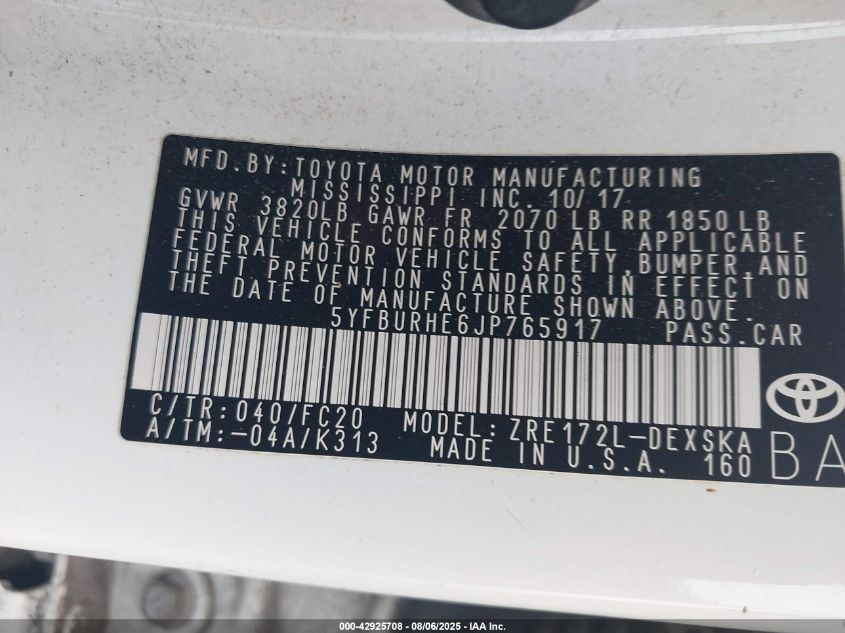 MFD.BY:TOYOTA MOTOR MANUFACTURING
MISSISSIPPI INC. 10/17
GVWR 3820LB GAWR FR 2070 LB RR 1850 LB
THIS VEHICLE CONFORMS TO ALL APPLICABLE
FEDERAL MOTOR VEHICLE SAFETY, BUMPER, AND
THEFT PREVENTION STANDARDS IN EFFECT ON
THE DATE OF MANUFACTURE SHOWN ABOVE.
5YFBURHE6JP765917 PASS.CAR
C/TR: 040/FC20 MODEL: ZRE172L-DEXSKA
A/TM:-04A/K313 MADE IN U.S.A. 160 BA
000-42925708 - 08/06/2025 - IAA Inc.